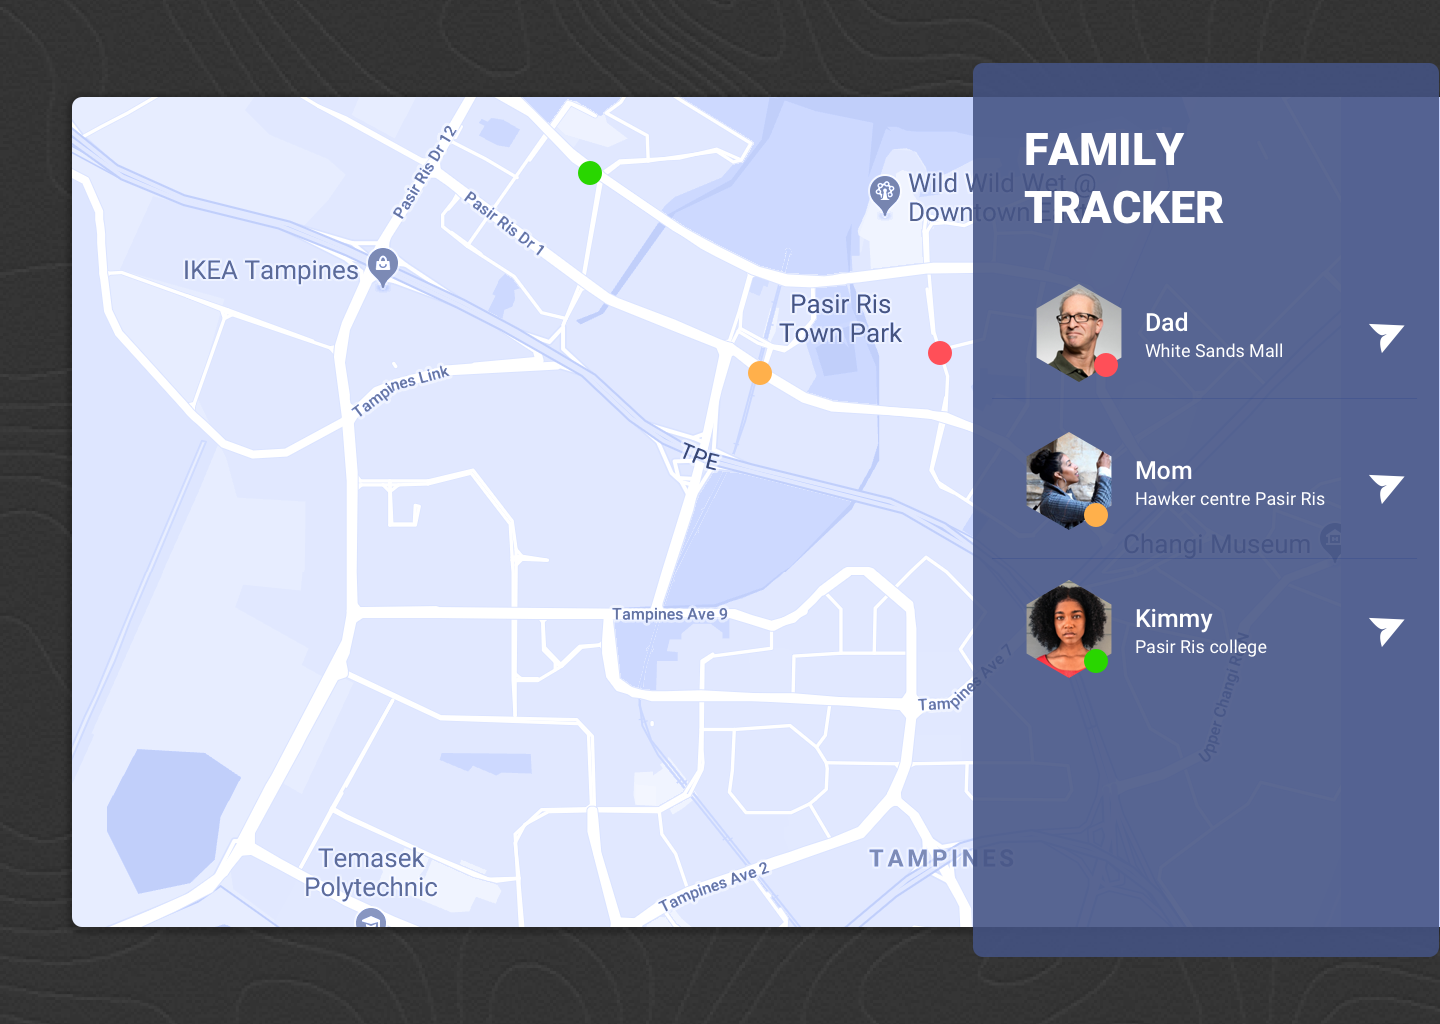 FAMILY
TRACKER
Dad
White Sands Mall
Mom
Hawker centre Pasir Ris
Kimmy
Pasir Ris college
Pasir Ris Dr 12
Pasir Ris Dr 1
Wild Wild Wet @
Downtown E
IKEA Tampines
Pasir Ris
Town Park
Tampines Link
TPE
Changi Museum
Tampines Ave 9
Tampines Ave 7
Upper Changi Rd N
Temasek
Polytechnic
Tampines Ave 2
TAMPINES